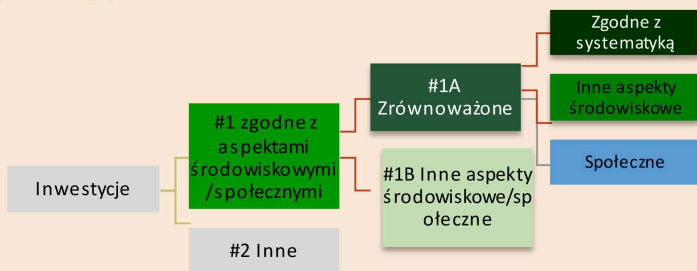 Inwestycje
#1 zgodne z
aspektami
środowiskowymi
/społecznymi
#2 Inne
#1A
Zrównoważone
#1B Inne aspekty
środowiskowe/sp
ołeczne
Zgodne z
systematyką
Inne aspekty
środowiskowe
Społeczne